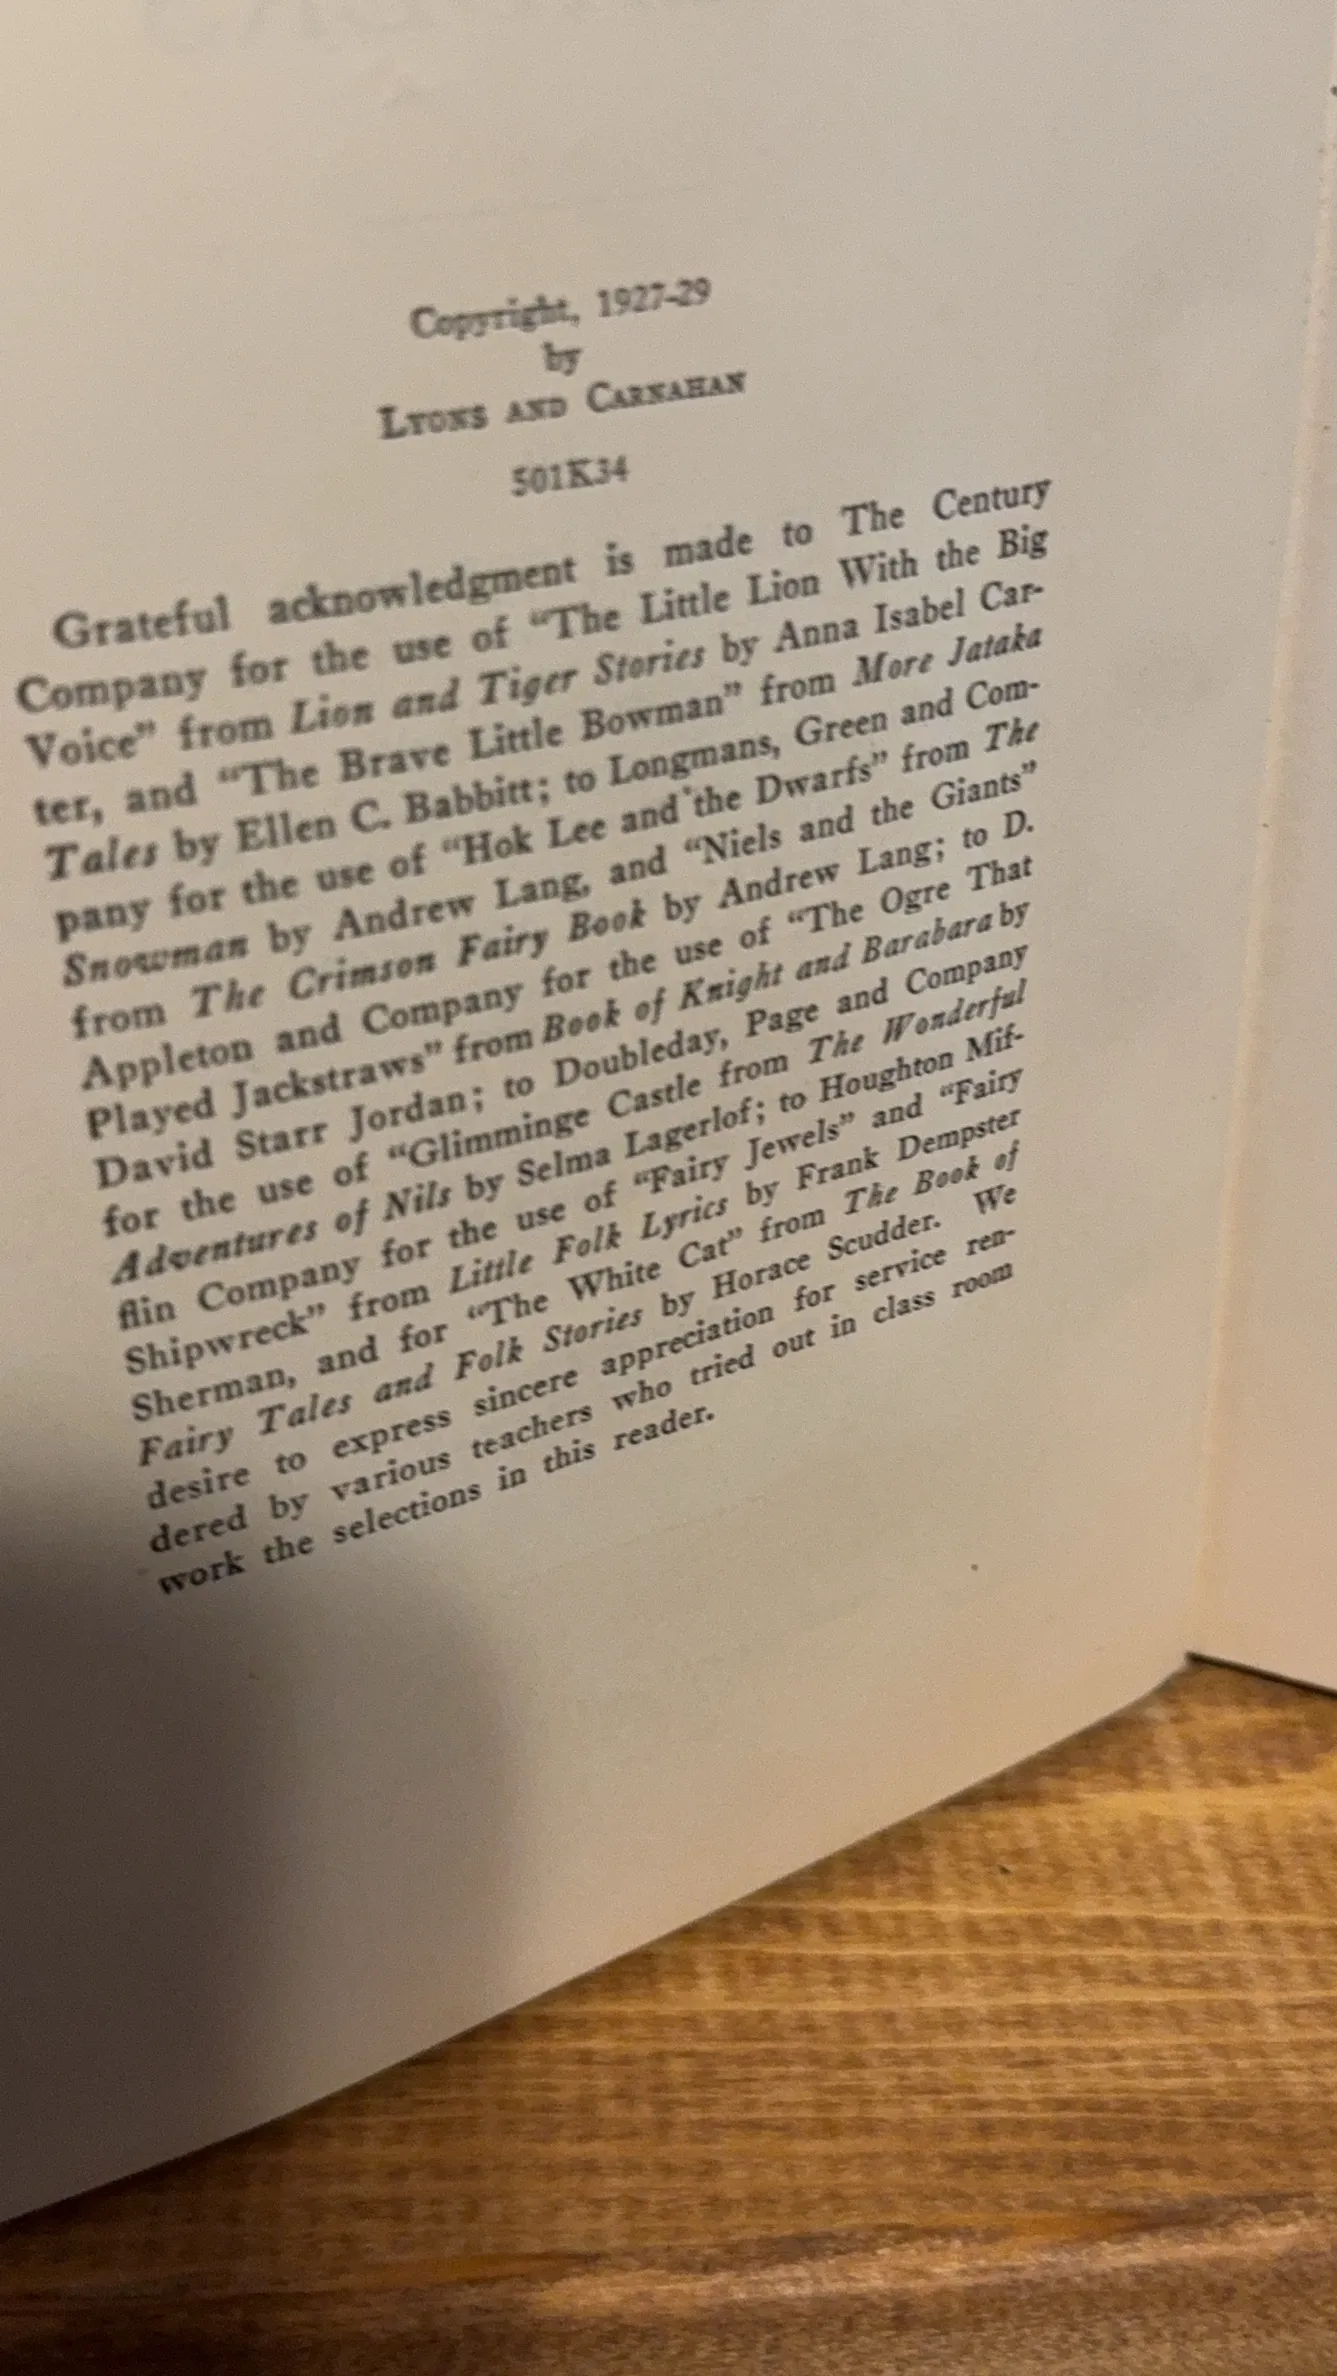 Copyright, 1927-29
by
LYONS AND CARNAHAN
501K34
Grateful acknowledgment is made to The Century
Company for the use of "The Little Lion With the Big
Voice" from Lion and Tiger Stories by Anna Isabel Car-
ter, and "The Brave Little Bowman" from More Jataka
Tales by Ellen C. Babbitt; to Longmans, Green and Com-
pany for the use of "Hok Lee and the Dwarfs" from The
Snowman by Andrew Lang, and "Niels and the Giants"
from The Crimson Fairy Book by Andrew Lang; to D.
Appleton and Company for the use of "The Ogre That
Played Jackstraws" from Book of Knight and Barabara by
David Starr Jordan; to Doubleday, Page and Company
for the use of "Glimminge Castle from The Wonderful
Adventures of Nils by Selma Lagerlof; to Houghton Mif-
flin Company for the use of "Fairy Jewels" and "Fairy
Shipwreck" from Little Folk Lyrics by Frank Dempster
Sherman, and for "The White Cat" from The Book of
Fairy Tales and Folk Stories by Horace Scudder. We
desire to express sincere appreciation for service ren-
dered by various teachers who tried out in class room
work the selections in this reader.